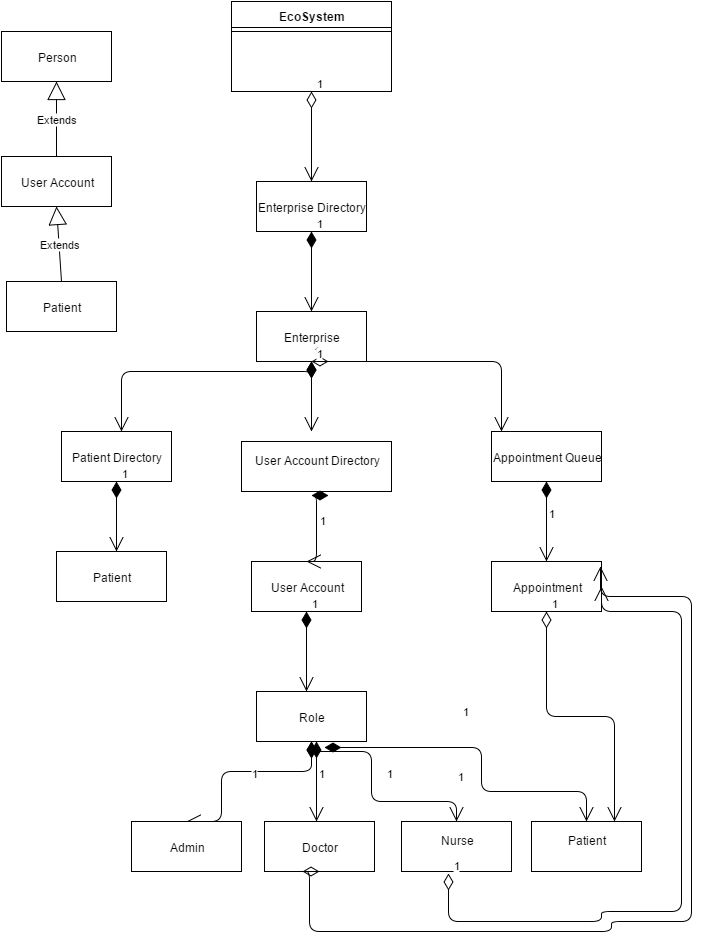 EcoSystem
1
Person
Extends
User Account
Extends
Patient
Enterprise Directory
1
Enterprise
1
Patient Directory
1
User Account Directory
Appointment Queue
1
1
Patient
User Account
1
Appointment
1
Role
1
1
1
1
1
Admin
Doctor
Nurse
1
Patient